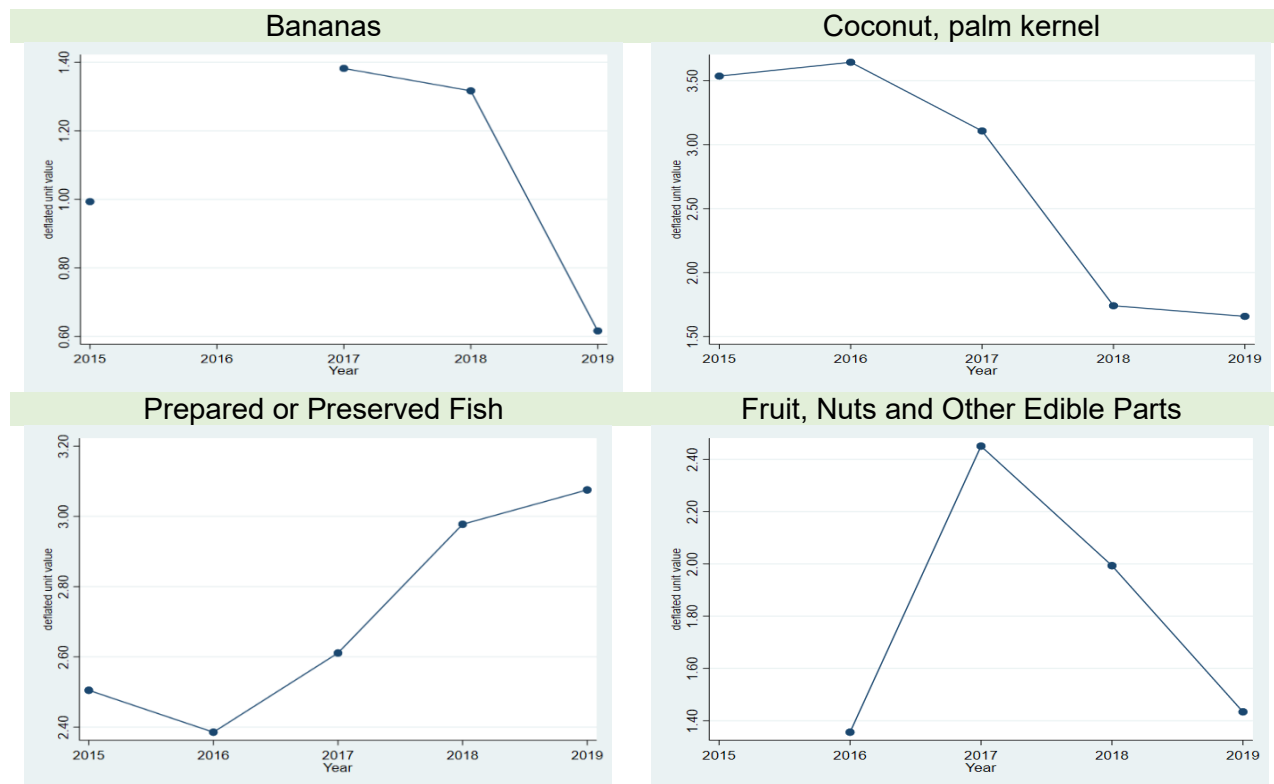 Bananas
Coconut, palm kernel
deflated unit value
1.40
1.20
1.00
0.80
0.60
2015 2016 2017 2018 2019
Year
deflated unit value
3.50
3.00
2.50
2.00
1.50
2015 2016 2017 2018 2019
Year
Prepared or Preserved Fish
Fruit, Nuts and Other Edible Parts
deflated unit value
3.20
3.00
2.80
2.60
2.40
2015 2016 2017 2018 2019
Year
deflated unit value
2.40
2.20
2.00
1.80
1.60
1.40
2015 2016 2017 2018 2019
Year